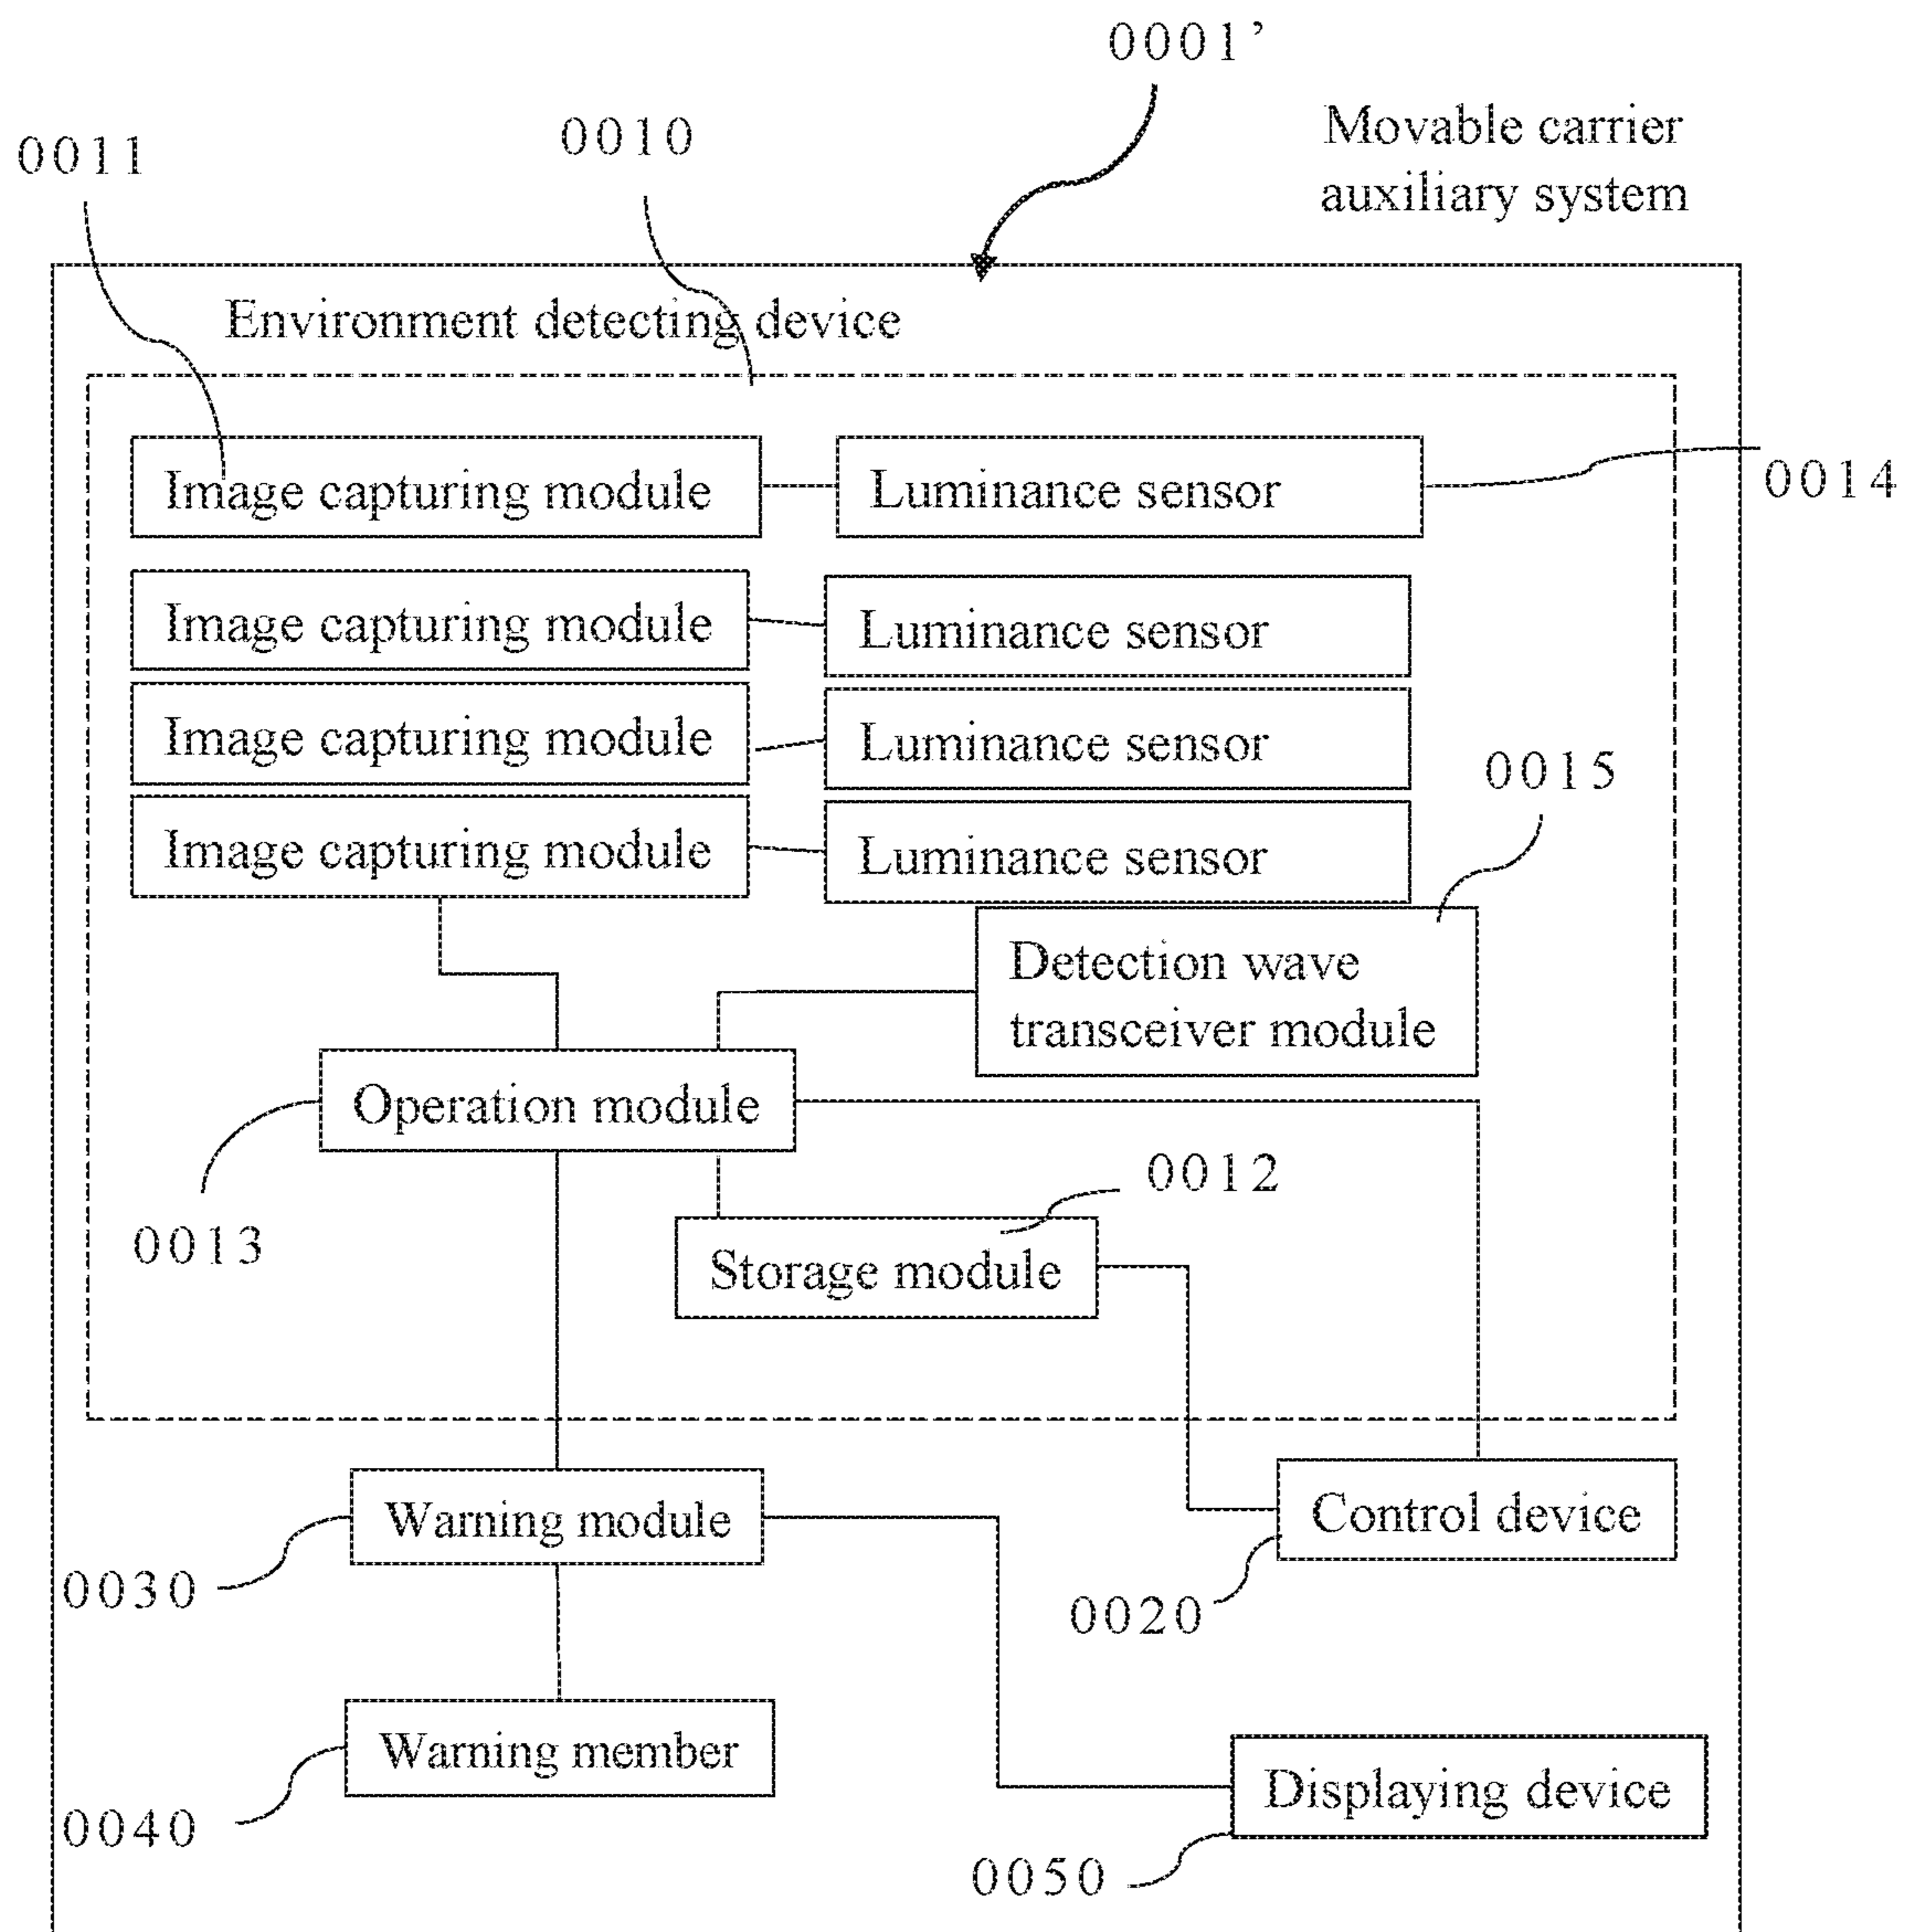 0001’
Movable carrier
auxiliary system
0010
0011
Environment detecting device
Image capturing module
Luminance sensor
0014
Image capturing module
Luminance sensor
Image capturing module
Luminance sensor
0015
Image capturing module
Luminance sensor
Detection wave
transceiver module
Operation module
0012
0013
Storage module
Warning module
Control device
0030
0020
Warning member
Displaying device
0040
0050